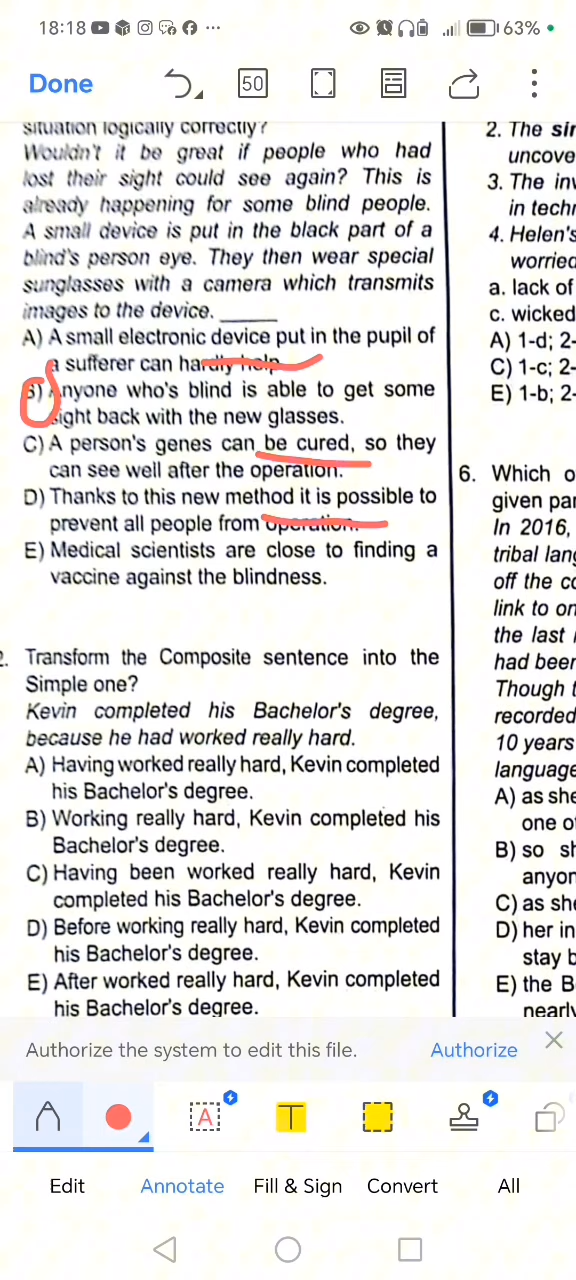 18:18
63%
Done
50
situation logically correctly?
Wouldn't it be great if people who had
lost their sight could see again? This is
already happening for some blind people.
A small device is put in the black part of a
blind's person eye. They then wear special
sunglasses with a camera which transmits
images to the device. ______
A) A small electronic device put in the pupil of
a sufferer can hardly help
B) Anyone who's blind is able to get some
sight back with the new glasses.
C) A person's genes can be cured, so they
can see well after the operation.
D) Thanks to this new method it is possible to
prevent all people from operation.
E) Medical scientists are close to finding a
vaccine against the blindness.
2. Transform the Composite sentence into the
Simple one?
Kevin completed his Bachelor's degree,
because he had worked really hard.
A) Having worked really hard, Kevin completed
his Bachelor's degree.
B) Working really hard, Kevin completed his
Bachelor's degree.
C) Having been worked really hard, Kevin
completed his Bachelor's degree.
D) Before working really hard, Kevin completed
his Bachelor's degree.
E) After worked really hard, Kevin completed
his Bachelor's degree.
2. The
uncove
3. The
in
4. Helen's
worried
a. lack of
c. wicked
A) 1-d; 2-
C) 1-c; 2-
E) 1-b; 2-
6. Which
given
In 2016,
tribal
off the
link to
the last
had been
Though
recorded
10 years
language
A) as she
one
B) so
anyon
C) as she
D) her in
stay
E) the B
nearly
Authorize the system to edit this file.
Authorize
A
T
Edit
Annotate
Fill & Sign
Convert
All